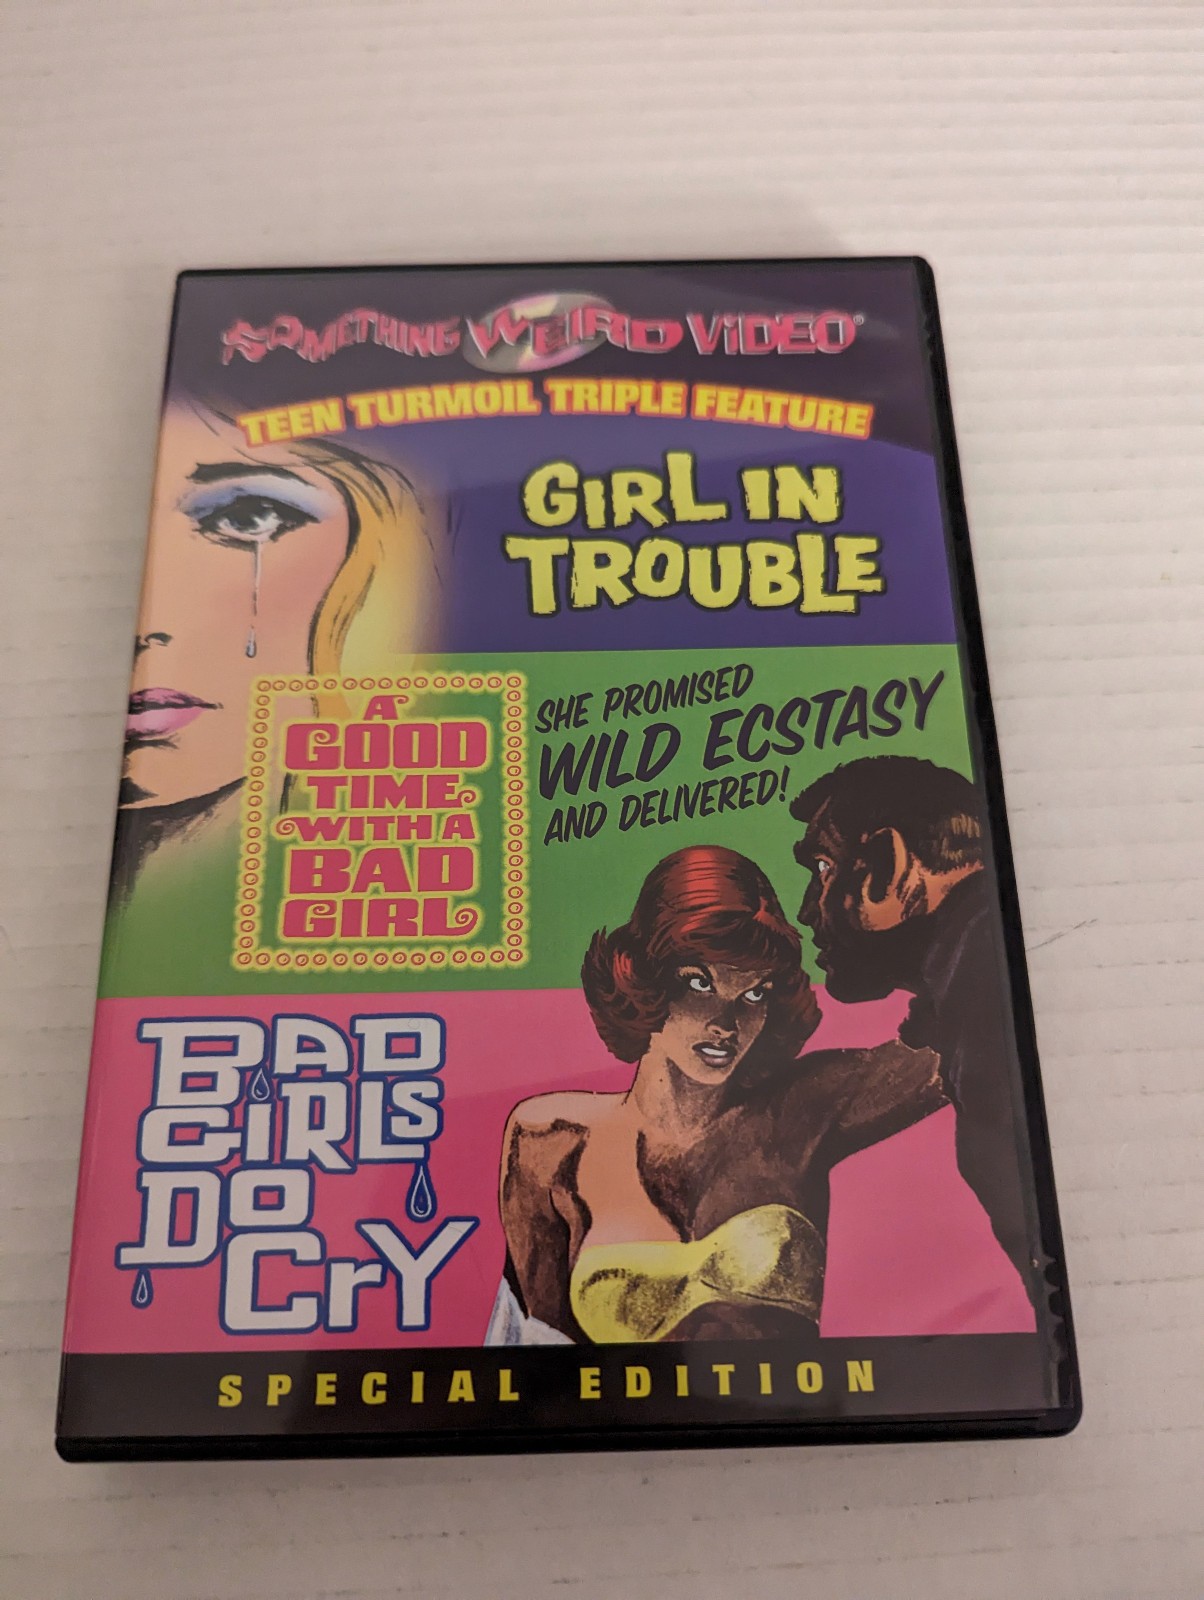 SOMETHING WEIRD VIDEO®
TEEN TURMOIL TRIPLE FEATURE
GIRL IN
TROUBLE
A
GOOD
TIME
WITH A
BAD
GIRL
SHE PROMISED
WILD ECSTASY
AND DELIVERED!
BAD
GIRLS
DO
CrY
SPECIAL EDITION